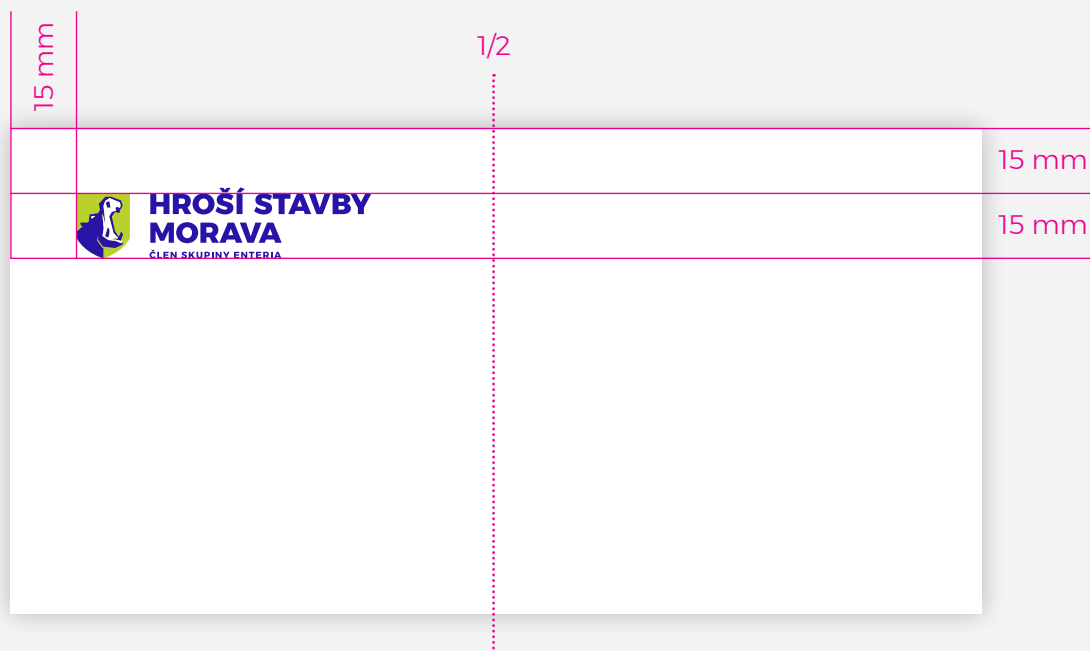 15 mm
1/2
15 mm
HROŠÍ STAVBY
MORAVA
ČLEN SKUPINY ENTERIA
15 mm